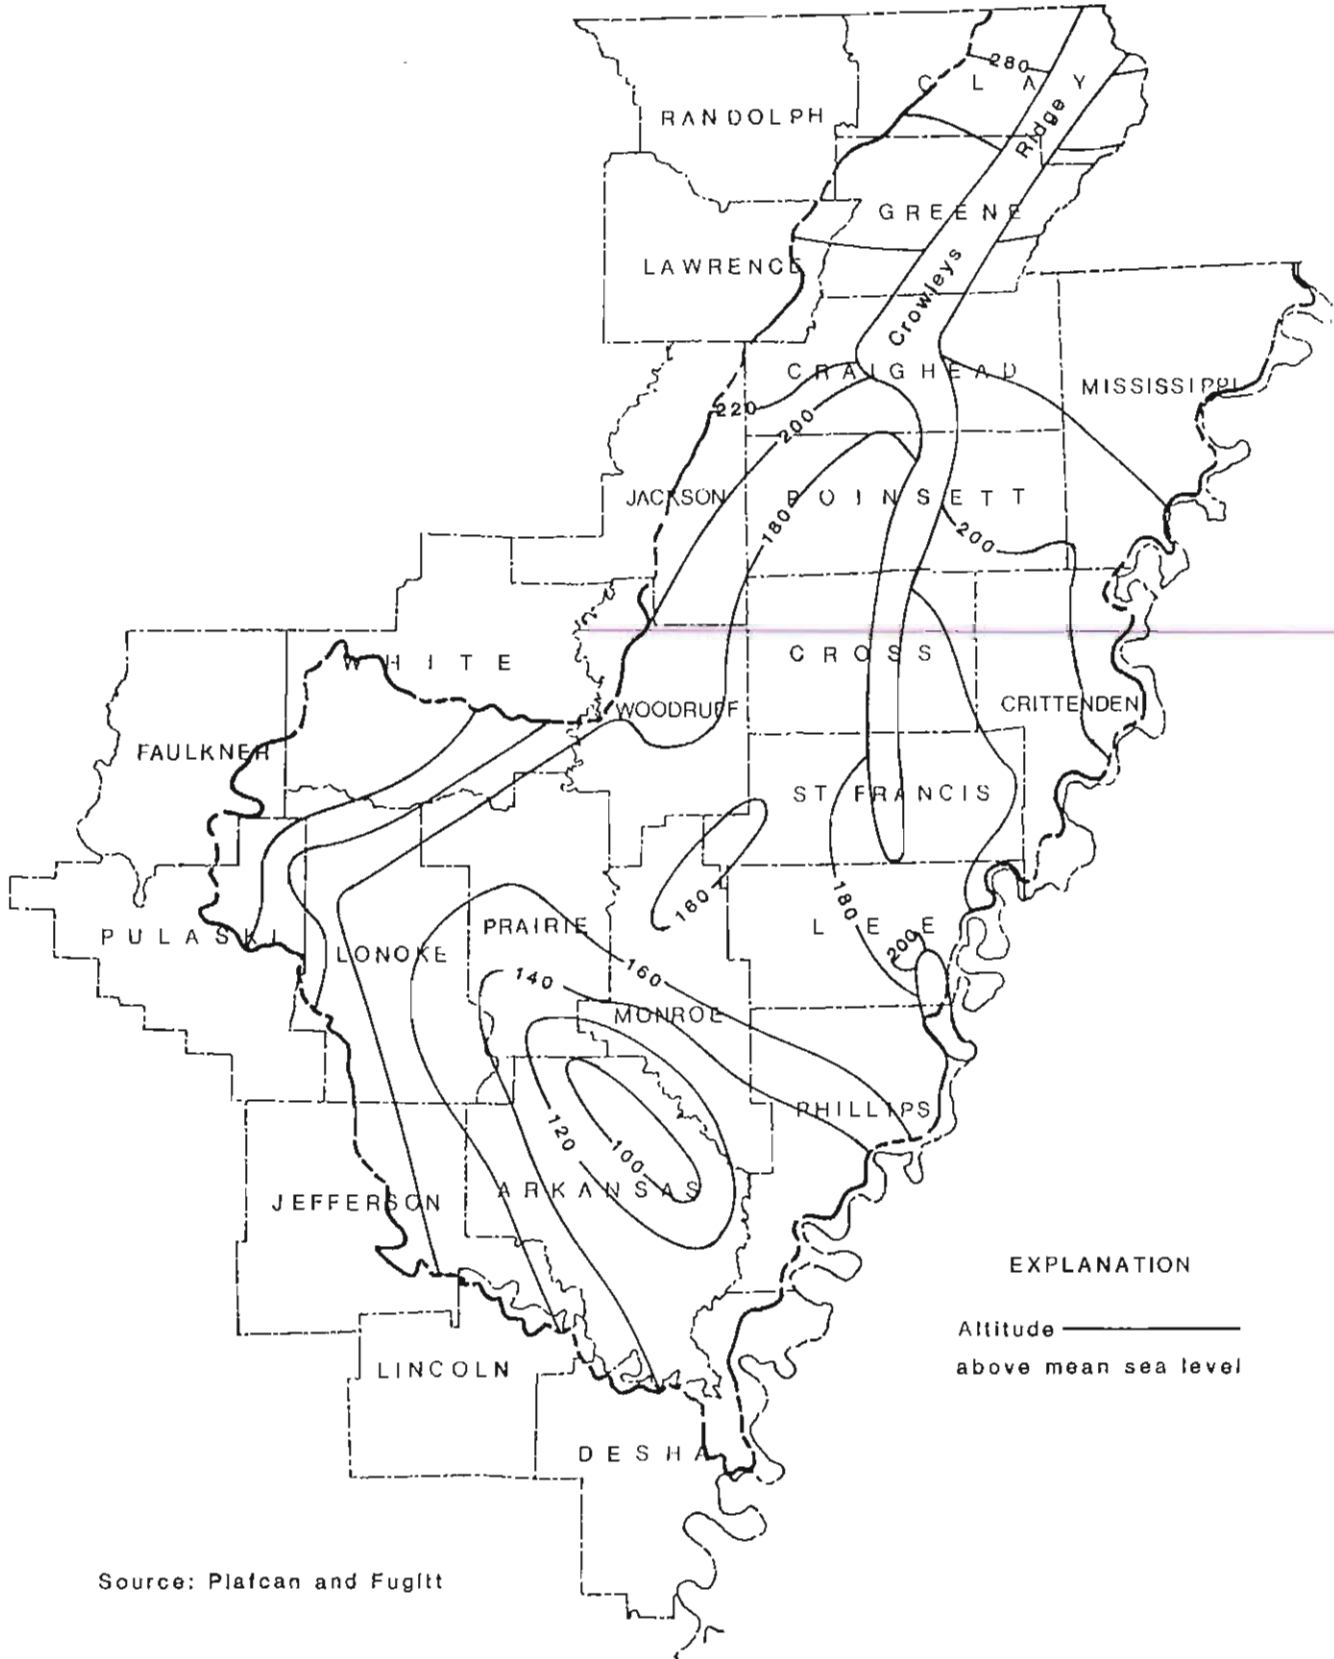 280
C L A Y
RANDOLPH
Ridge
GREENE
LAWRENCE
Crowleys
CRAIGHEAD
MISSISSIPPI
220
200
JACKSON
POINSETT
180
200
WHITE
CROSS
WOODRUFF
CRITTENDEN
FAULKNER
ST FRANCIS
160
180
PULASKI
LONOKE
PRAIRIE
L E E
200
140
160
MONROE
120
100
PHILLIPS
JEFFERSON
ARKANSAS
EXPLANATION
Altitude
above mean sea level
LINCOLN
DESHA
Source: Plafcan and Fugitt